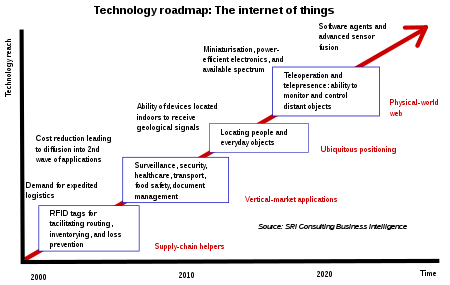 Technology roadmap: The internet of things
Technology reach
Software agents and
advanced sensor
fusion
Miniaturisation, power-
efficient electronics, and
available spectrum
Teleoperation and
telepresence: ability to
monitor and control
distant objects
Physical-world
web
Ability of devices located
indoors to receive
geological signals
Locating people and
everyday objects
Ubiquitous positioning
Cost reduction leading
to diffusion into 2nd
wave of applications
Surveillance, security,
healthcare, transport,
food safety, document
management
Vertical-market applications
Demand for expedited
logistics
RFID tags for
facilitating routing,
inventorying, and loss
prevention
Supply-chain helpers
Source: SRI Consulting Business Intelligence
2000
2010
2020
Time